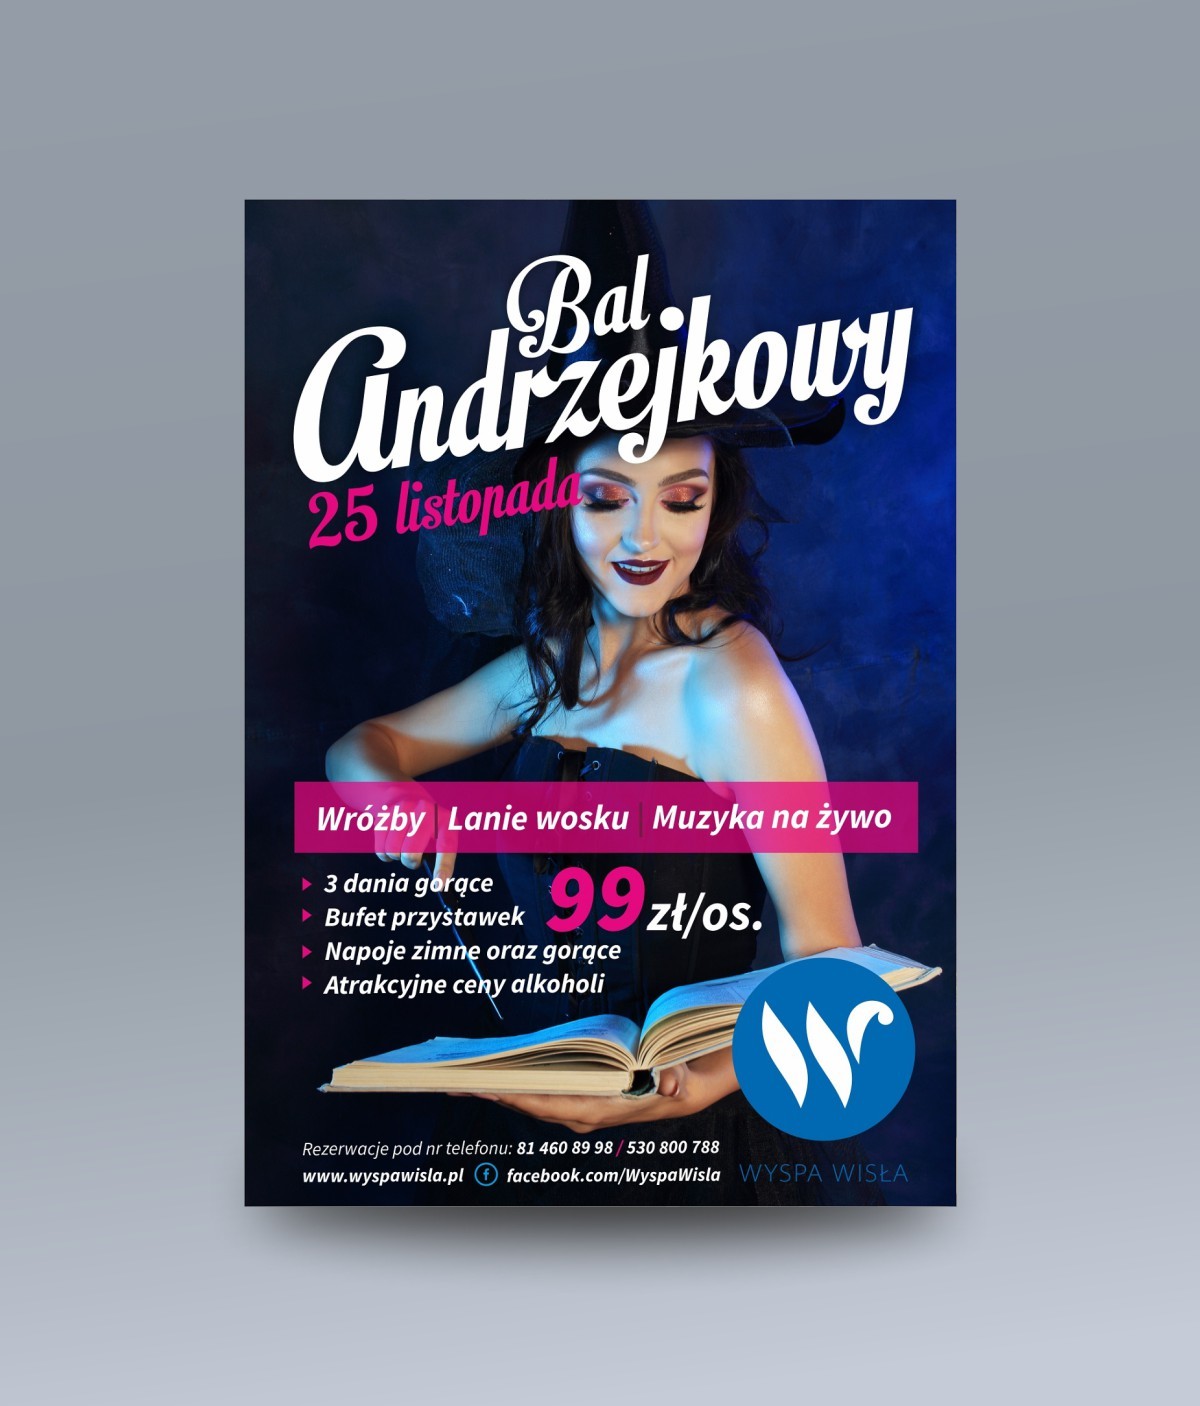 Bal
Andrzejkowy
25 listopada
Wróżby | Lanie wosku | Muzyka na żywo
3 dania gorące
Bufet przystawek
Napoje zimne oraz gorące
Atrakcyjne ceny alkoholi
99 zł/os.
W
Rezerwacje pod nr telefonu: 81 460 89 98 / 530 800 788
www.wyspawisla.pl f facebook.com/WyspaWisla
WYSPA WISŁA